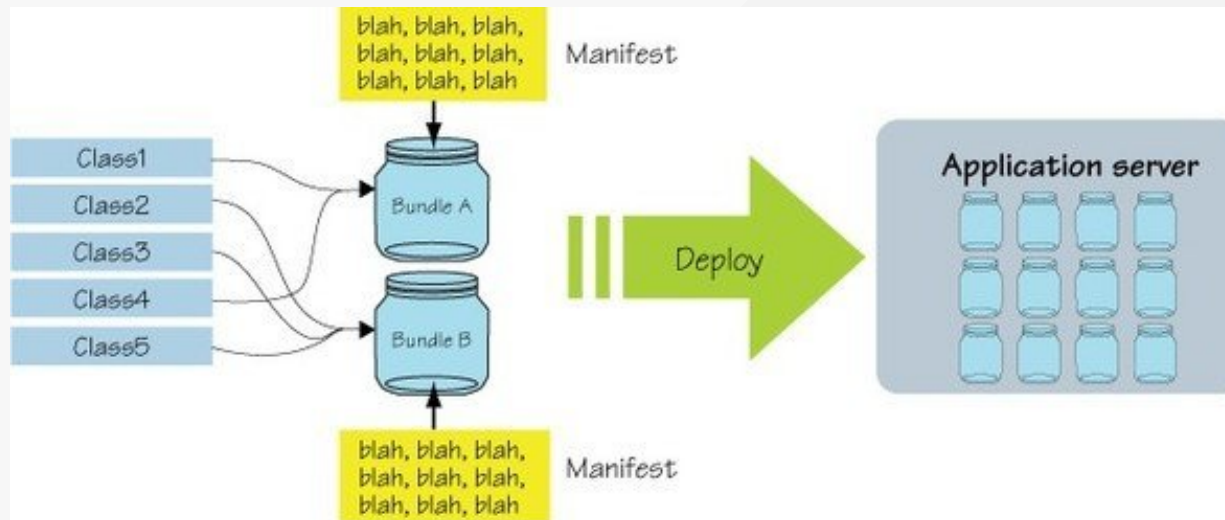 blah, blah, blah,
blah, blah, blah,
blah, blah, blah
Manifest
Class1
Class2
Class3
Class4
Class5
Bundle A
Bundle B
Deploy
Application server
blah, blah, blah,
blah, blah, blah,
blah, blah, blah
Manifest